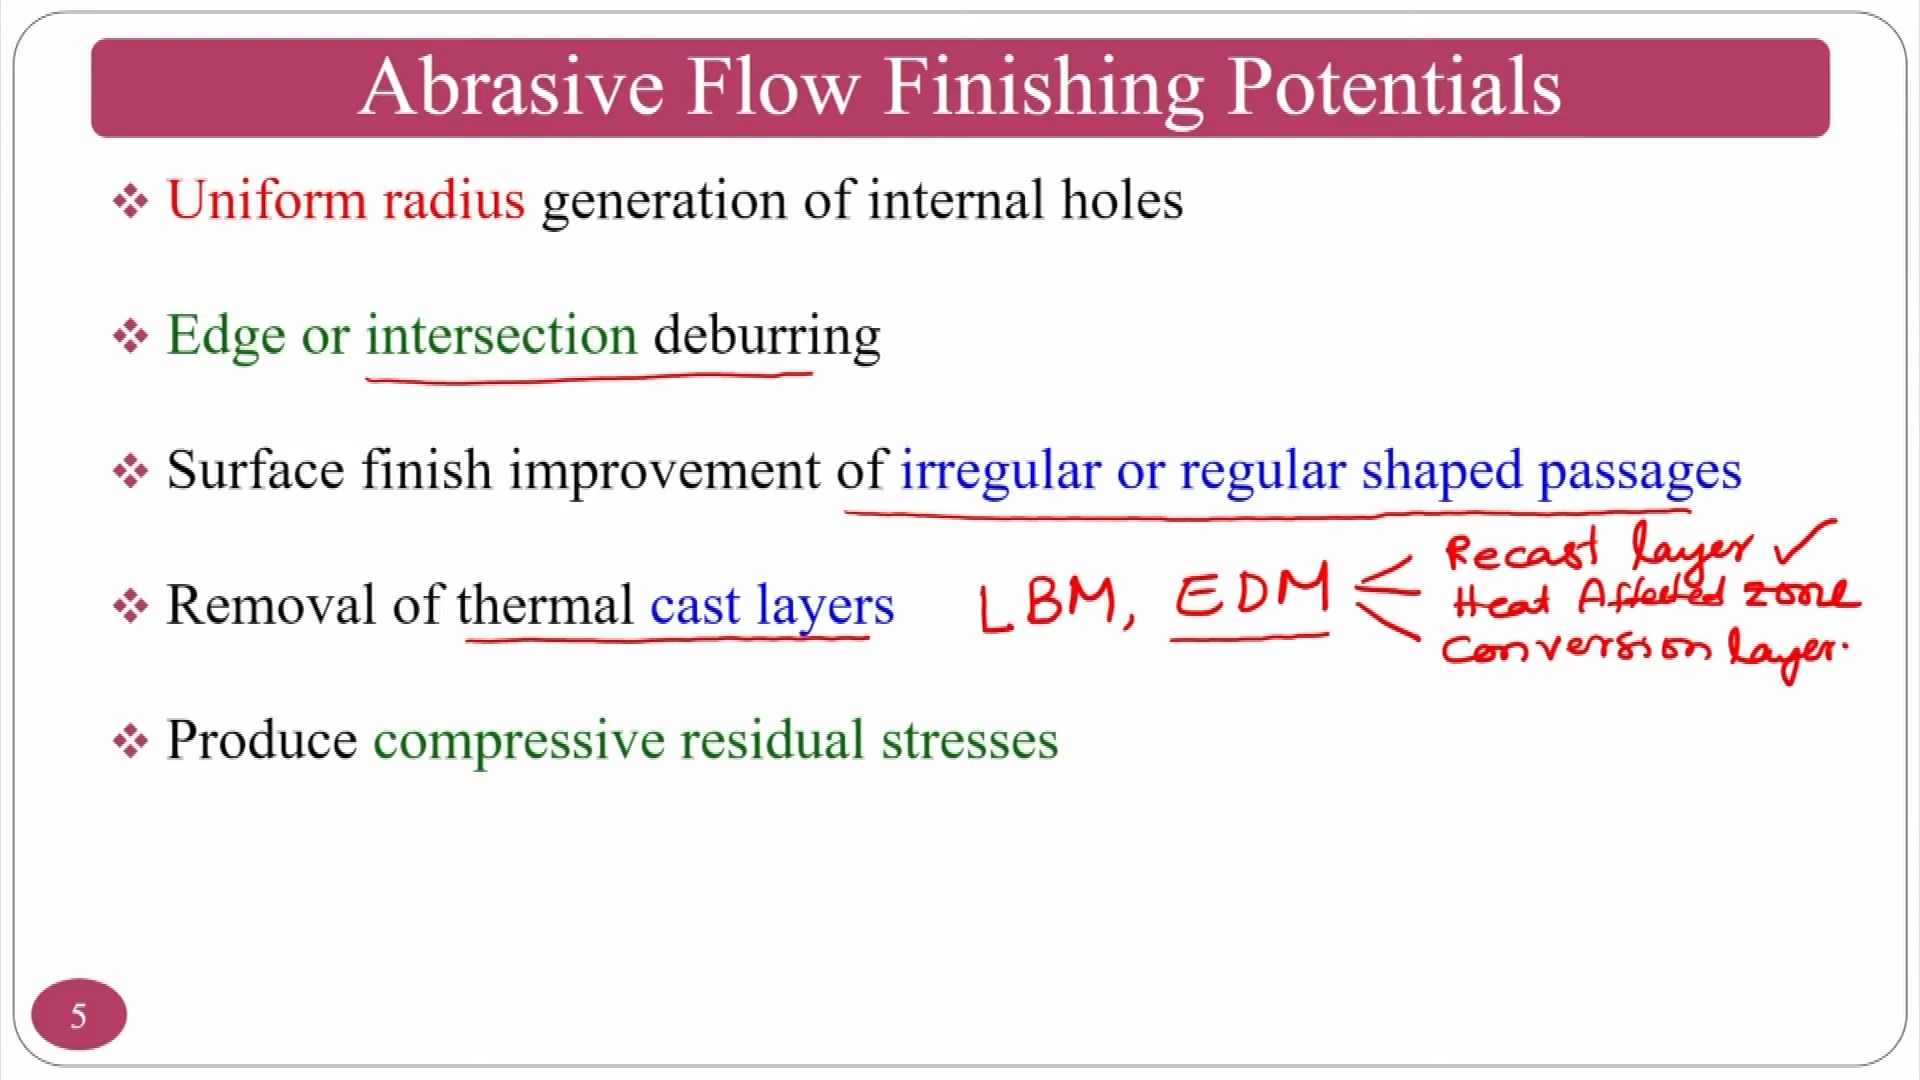 Abrasive Flow Finishing Potentials
Uniform radius generation of internal holes
Edge or intersection deburring
Surface finish improvement of irregular or regular shaped passages
Removal of thermal cast layers
LBM, EDM
Recast layer ✓
Heat Affected zone
Conversion layer.
Produce compressive residual stresses
5